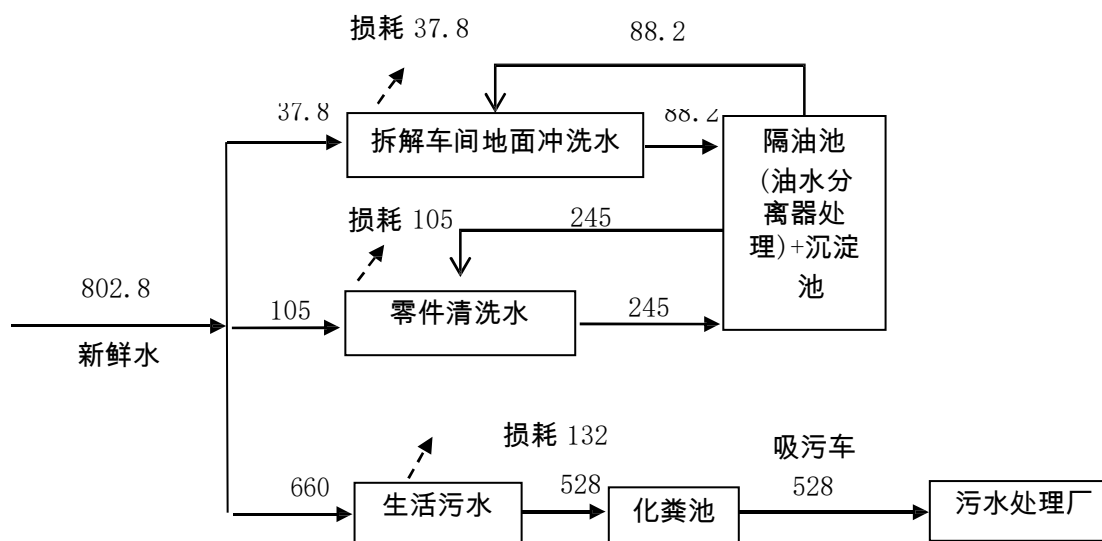 损耗 37.8
88.2
37.8
拆解车间地面冲洗水
88.2
隔油池
(油水分
离器处
理)+沉淀
池
损耗 105
245
802.8
新鲜水
105
零件清洗水
245
损耗 132
吸污车
660
生活污水
528
化粪池
528
污水处理厂